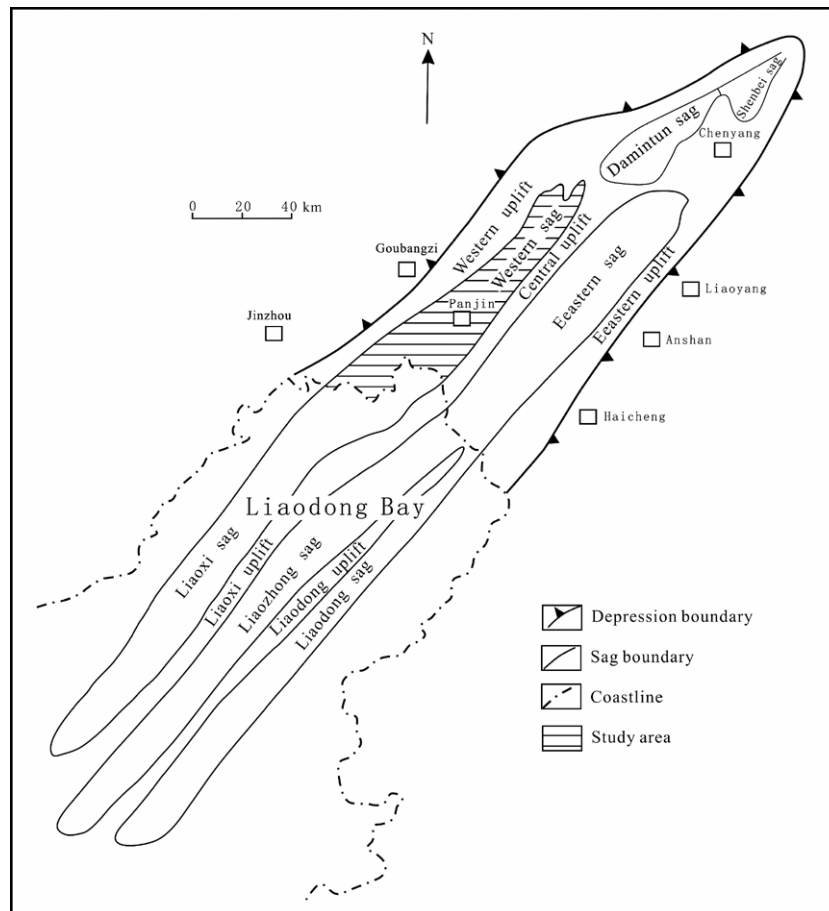 N
Shenbei sag
Damintun sag
Chenyang
0 20 40 km
Western uplift
Western sag
Central uplift
Goubangzi
Panjin
Eeastern sag
Eeastern uplift
Liaoyang
Jinzhou
Anshan
Haicheng
Liaodong Bay
Liaoxi sag
Liaoxi uplift
Liaozhong sag
Liaodong uplift
Liaodong sag
Depression boundary
Sag boundary
Coastline
Study area